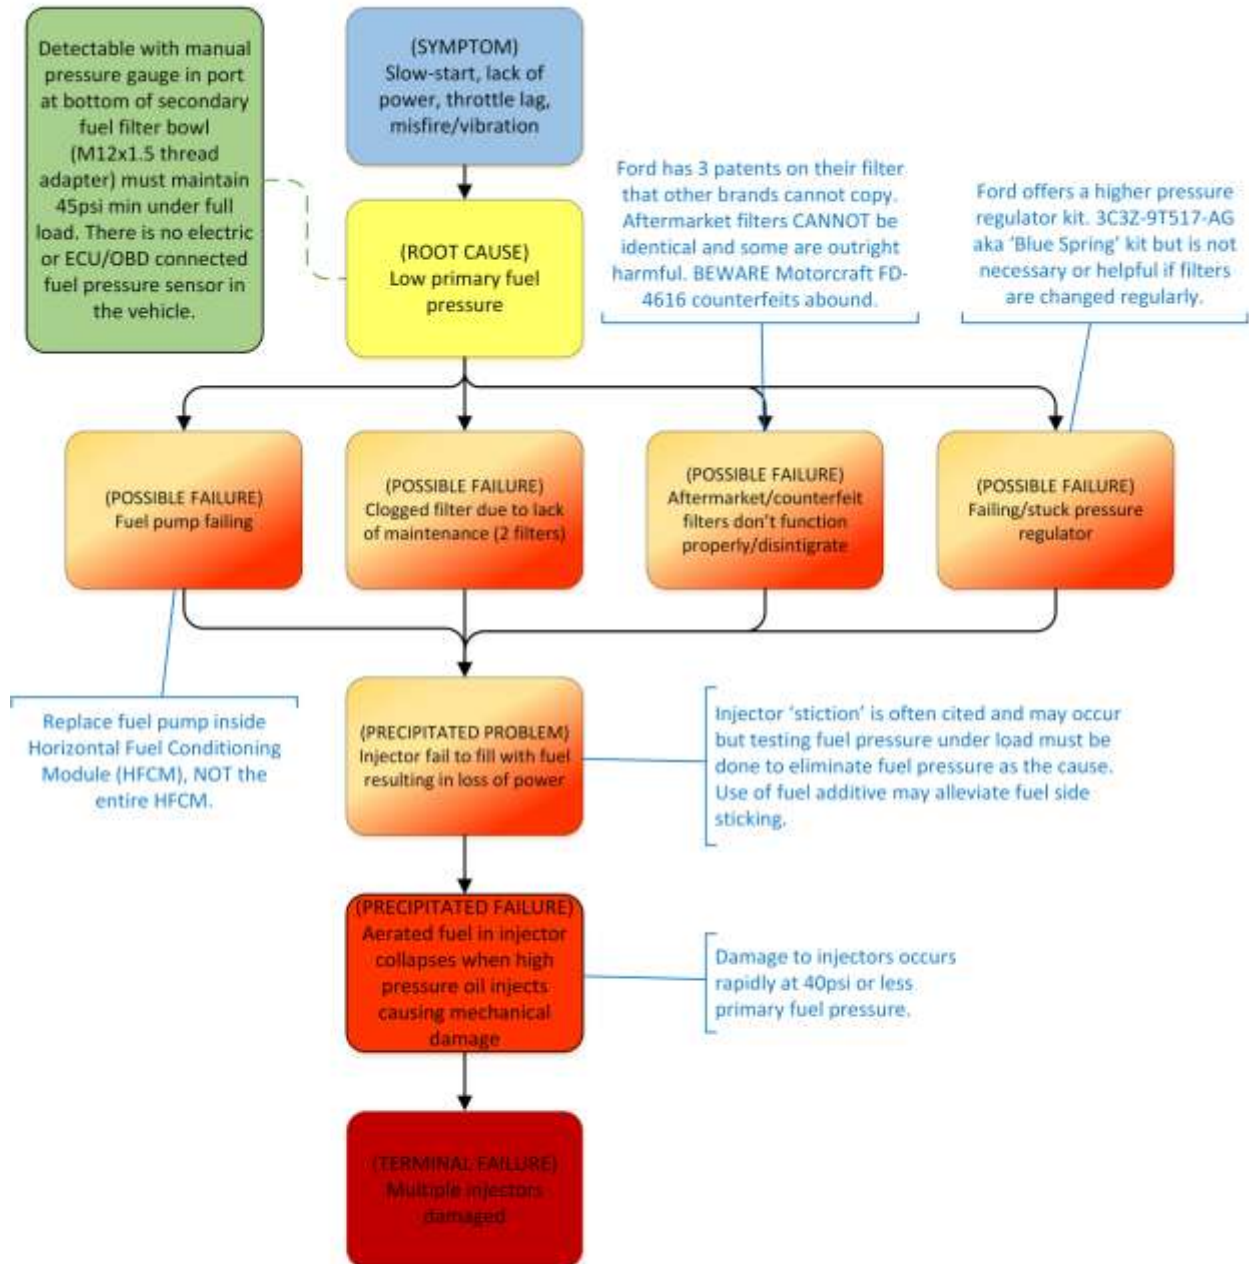 Detectable with manual
pressure gauge in port
at bottom of secondary
fuel filter bowl
(M12x1.5 thread
adapter) must maintain
45psi min under full
load. There is no electric
or ECU/OBD connected
fuel pressure sensor in
the vehicle.
(SYMPTOM)
Slow-start, lack of
power, throttle lag,
misfire/vibration
(ROOT CAUSE)
Low primary fuel
pressure
Ford has 3 patents on their filter
that other brands cannot copy.
Aftermarket filters CANNOT be
identical and some are outright
harmful. BEWARE Motorcraft FD-
4616 counterfeits abound.
Ford offers a higher pressure
regulator kit. 3C3Z-9T517-AG
aka 'Blue Spring' kit but is not
necessary or helpful if filters
are changed regularly.
(POSSIBLE FAILURE)
Fuel pump failing
(POSSIBLE FAILURE)
Clogged filter due to lack
of maintenance (2 filters)
(POSSIBLE FAILURE)
Aftermarket/counterfeit
filters don't function
properly/disintigrate
(POSSIBLE FAILURE)
Failing/stuck pressure
regulator
Replace fuel pump inside
Horizontal Fuel Conditioning
Module (HFCM), NOT the
entire HFCM.
(PRECIPITATED PROBLEM)
Injector fail to fill with fuel
resulting in loss of power
Injector 'stiction' is often cited and may occur
but testing fuel pressure under load must be
done to eliminate fuel pressure as the cause.
Use of fuel additive may alleviate fuel side
sticking.
(PRECIPITATED FAILURE)
Aerated fuel in injector
collapses when high
pressure oil injects
causing mechanical
damage
Damage to injectors occurs
rapidly at 40psi or less
primary fuel pressure.
(TERMINAL FAILURE)
Multiple injectors
damaged